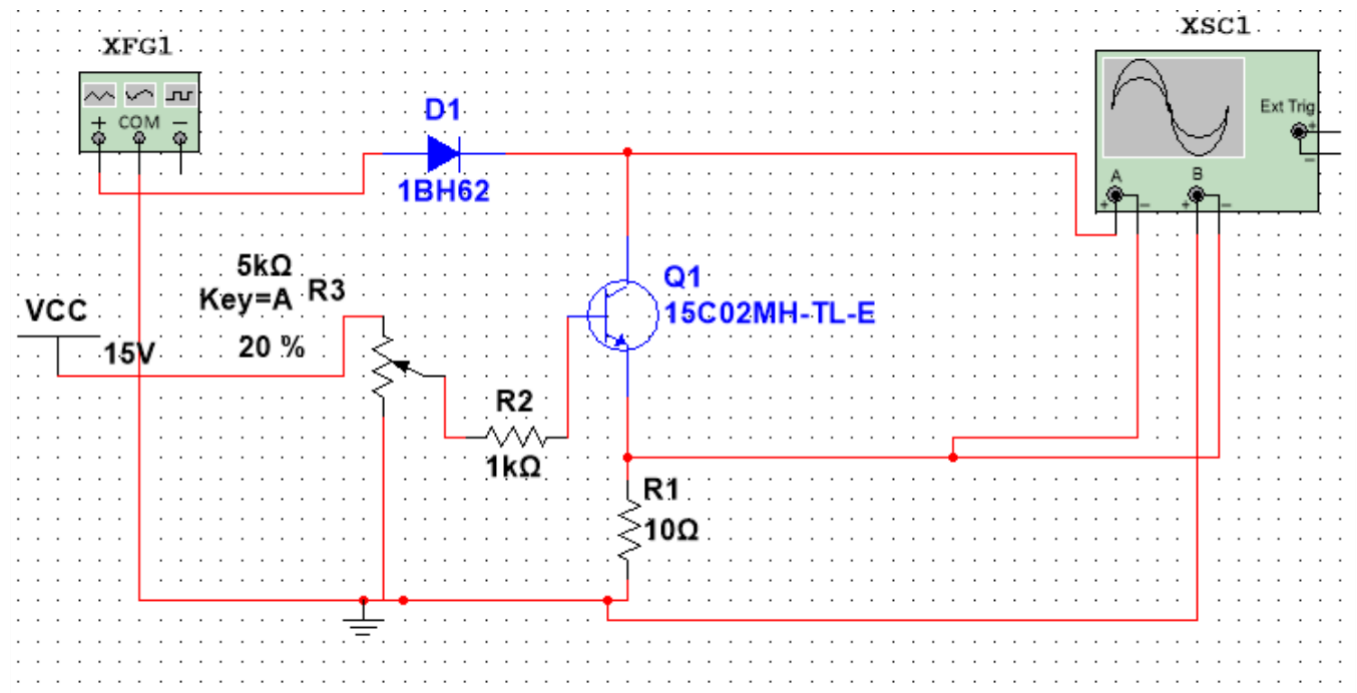 XFG1
+ COM −
XSC1
Ext Trig
+
−
A
B
+ − + −
D1
1BH62
5kΩ
Key=A
R3
20 %
VCC
15V
Q1
15C02MH-TL-E
R2
1kΩ
R1
10Ω